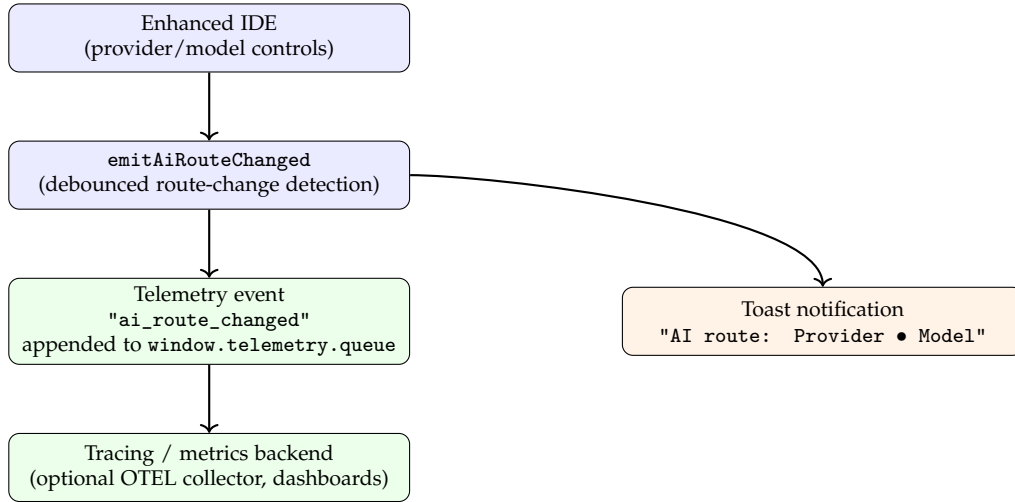 Enhanced IDE
(provider/model controls)
emitAiRouteChanged
(debounced route-change detection)
Telemetry event
"ai_route_changed"
appended to window.telemetry.queue
Toast notification
"AI route: Provider • Model"
Tracing / metrics backend
(optional OTEL collector, dashboards)